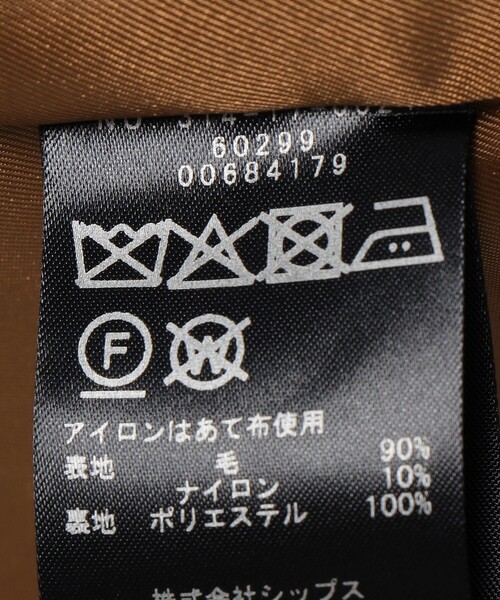 60299
00684179
F
W
アイロンはあて布使用
表地 毛 90%
ナイロン 10%
裏地 ポリエステル 100%
株式会社シップス